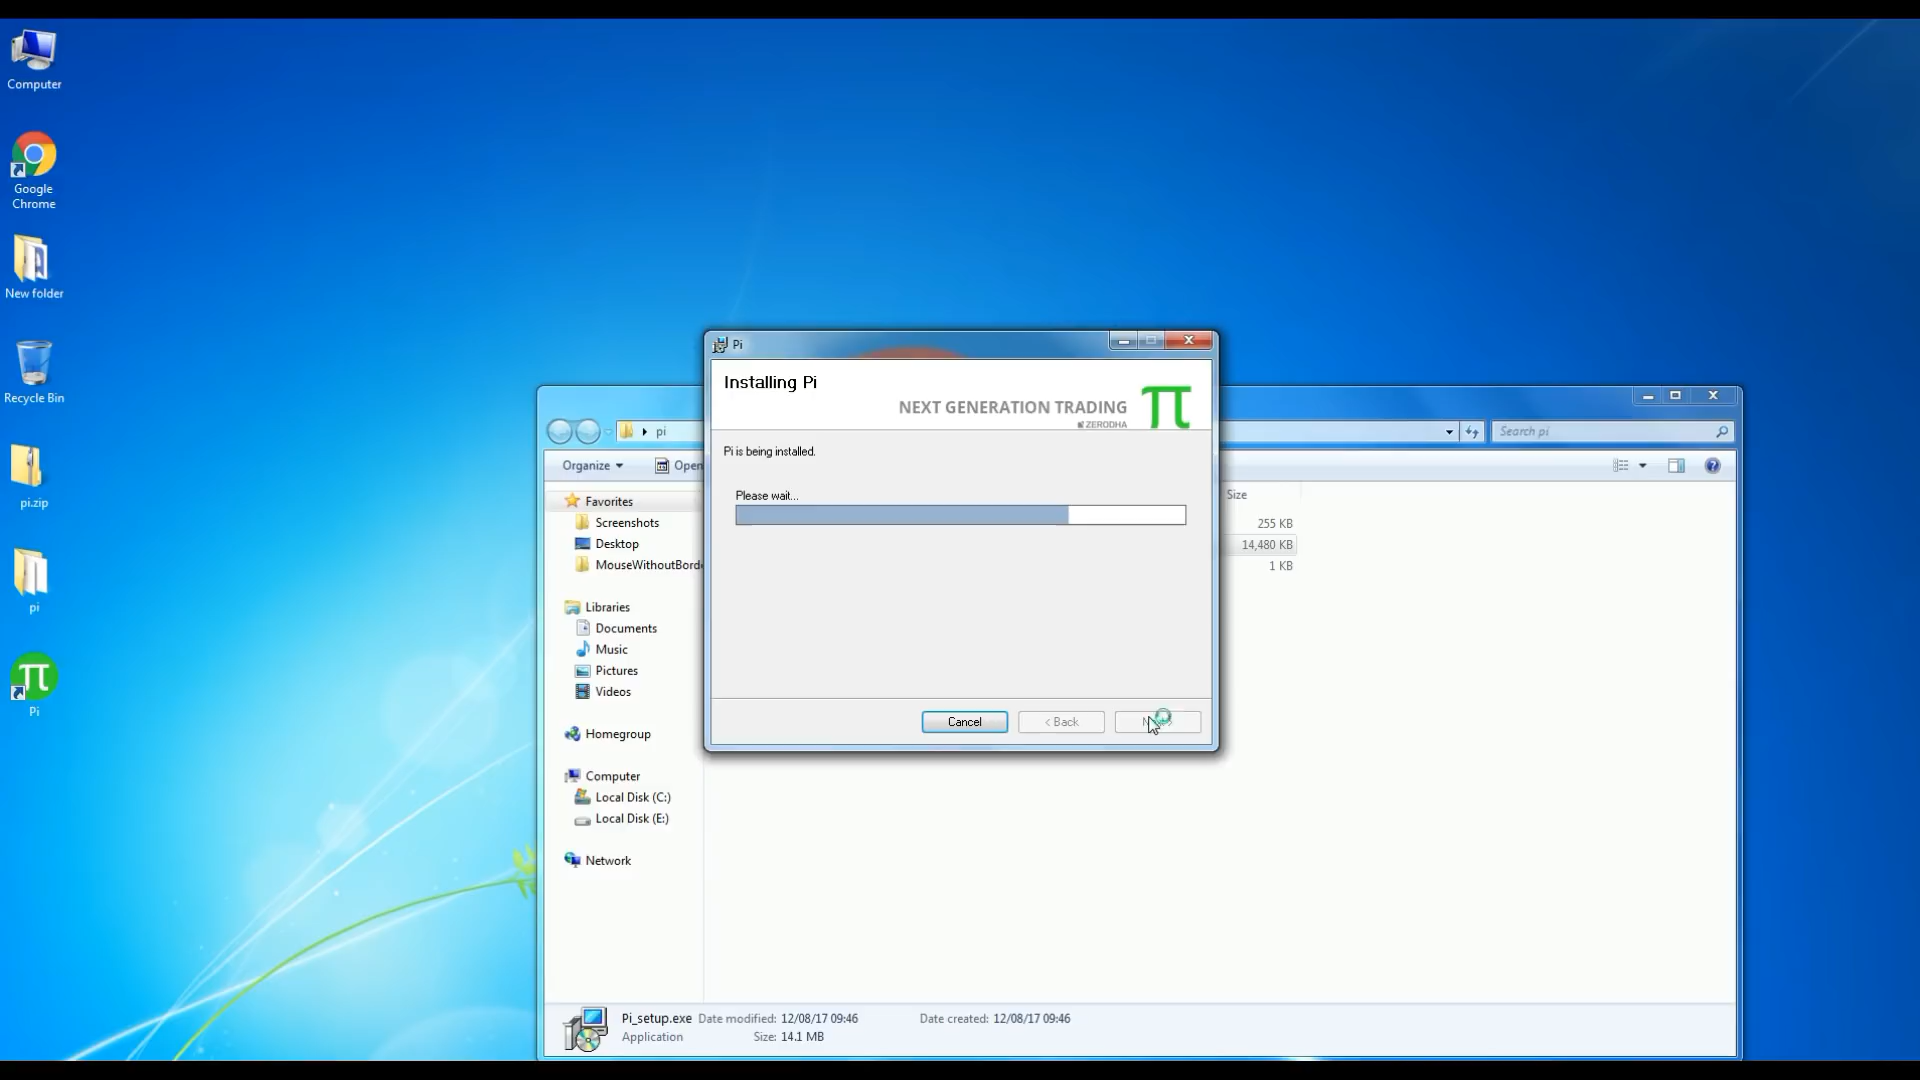 Computer
Google
Chrome
New folder
Recycle Bin
pi.zip
pi
Pi
Pi
Installing Pi
NEXT GENERATION TRADING
ZERODHA
Pi is being installed.
Please wait...
Cancel
< Back
pi
Search pi
Organize
Open
Size
255 KB
14,480 KB
1 KB
Favorites
Screenshots
Desktop
MouseWithoutBorde
Libraries
Documents
Music
Pictures
Videos
Homegroup
Computer
Local Disk (C:)
Local Disk (E:)
Network
Pi_setup.exe Date modified: 12/08/17 09:46 Date created: 12/08/17 09:46
Application Size: 14.1 MB